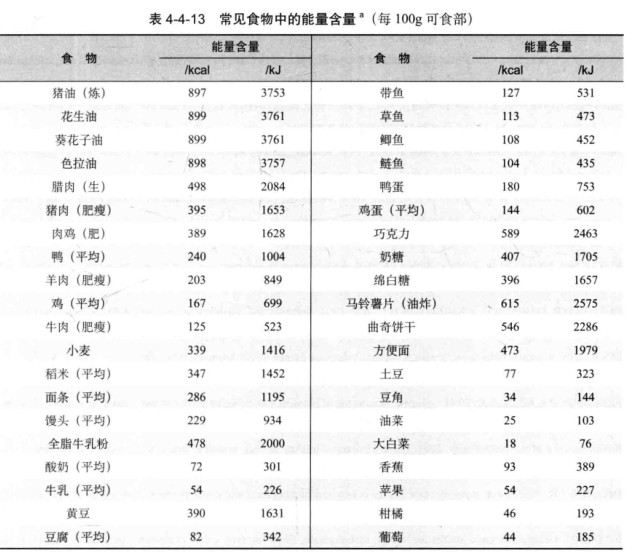 表 4-4-13 常见食物中的能量含量 a（每 100g 可食部）
食 物 能量含量 食 物 能量含量
/kcal /kJ /kcal /kJ
猪油（炼） 897 3753 带鱼 127 531
花生油 899 3761 草鱼 113 473
葵花子油 899 3761 鲫鱼 108 452
色拉油 898 3757 鲢鱼 104 435
腊肉（生） 498 2084 鸭蛋 180 753
猪肉（肥瘦） 395 1653 鸡蛋（平均） 144 602
肉鸡（肥） 389 1628 巧克力 589 2463
鸭（平均） 240 1004 奶糖 407 1705
羊肉（肥瘦） 203 849 绵白糖 396 1657
鸡（平均） 167 699 马铃薯片（油炸） 615 2575
牛肉（肥瘦） 125 523 曲奇饼干 546 2286
小麦 339 1416 方便面 473 1979
稻米（平均） 347 1452 土豆 77 323
面条（平均） 286 1195 豆角 34 144
馒头（平均） 229 934 油菜 25 103
全脂牛乳粉 478 2000 大白菜 18 76
酸奶（平均） 72 301 香蕉 93 389
牛乳（平均） 54 226 苹果 54 227
黄豆 390 1631 柑橘 46 193
豆腐（平均） 82 342 葡萄 44 185